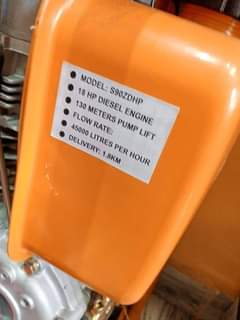 ● MODEL: S90ZDHP
● 18 HP DIESEL ENGINE
● 130 METERS PUMP LIFT
● FLOW RATE:
● 45000 LITRES PER HOUR
● DELIVERY: 1.8KM